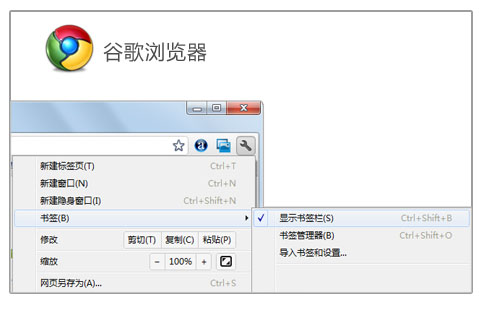 谷歌浏览器
新建标签页(T) Ctrl+T
新建窗口(N) Ctrl+N
新建隐身窗口(I) Ctrl+Shift+N
书签(B)
显示书签栏(S) Ctrl+Shift+B
书签管理器(B) Ctrl+Shift+O
导入书签和设置...
修改 剪切(T) 复制(C) 粘贴(P)
缩放 - 100% +
网页另存为(A)... Ctrl+S